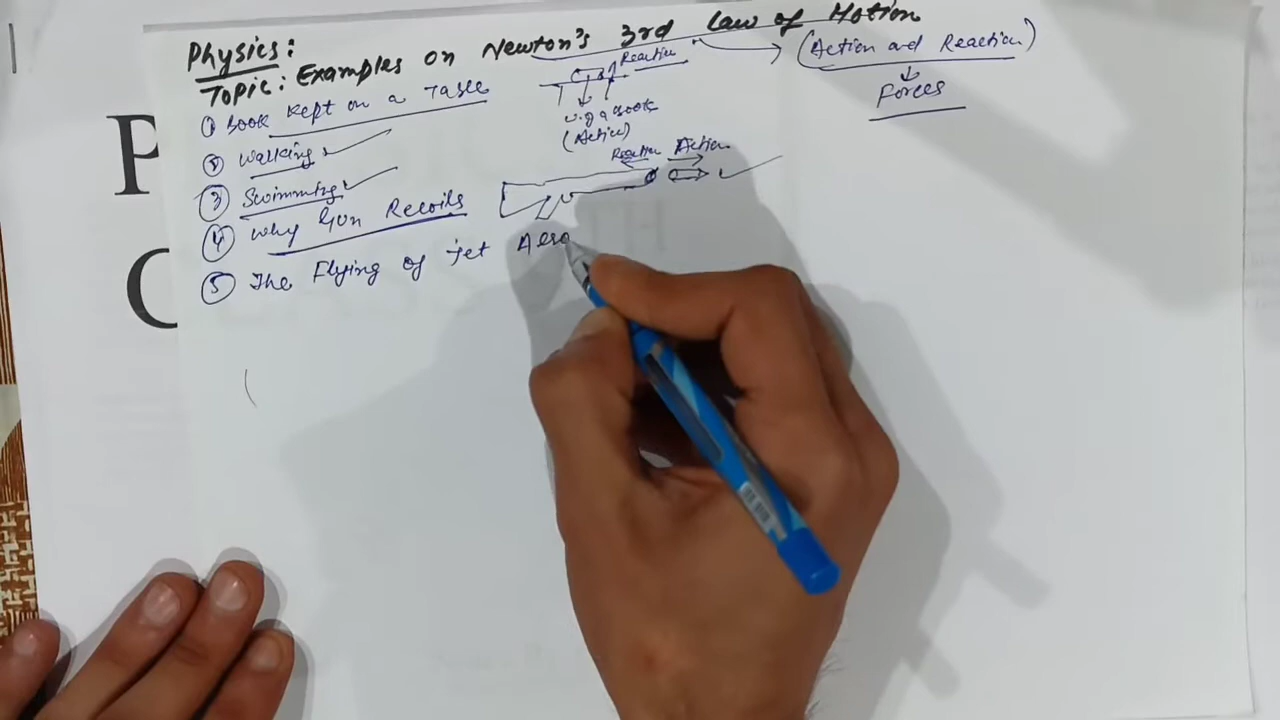 Physics:
Topic: Examples on Newton's 3rd Law of Motion
(Action and Reaction)
Forces
① Book Kept on a Table
Reaction
w. of a Book
(Action)
② Walking
Reaction Action
③ Swimming
④ Why Gun Recoils
⑤ The Flying of jet Aero
P
C